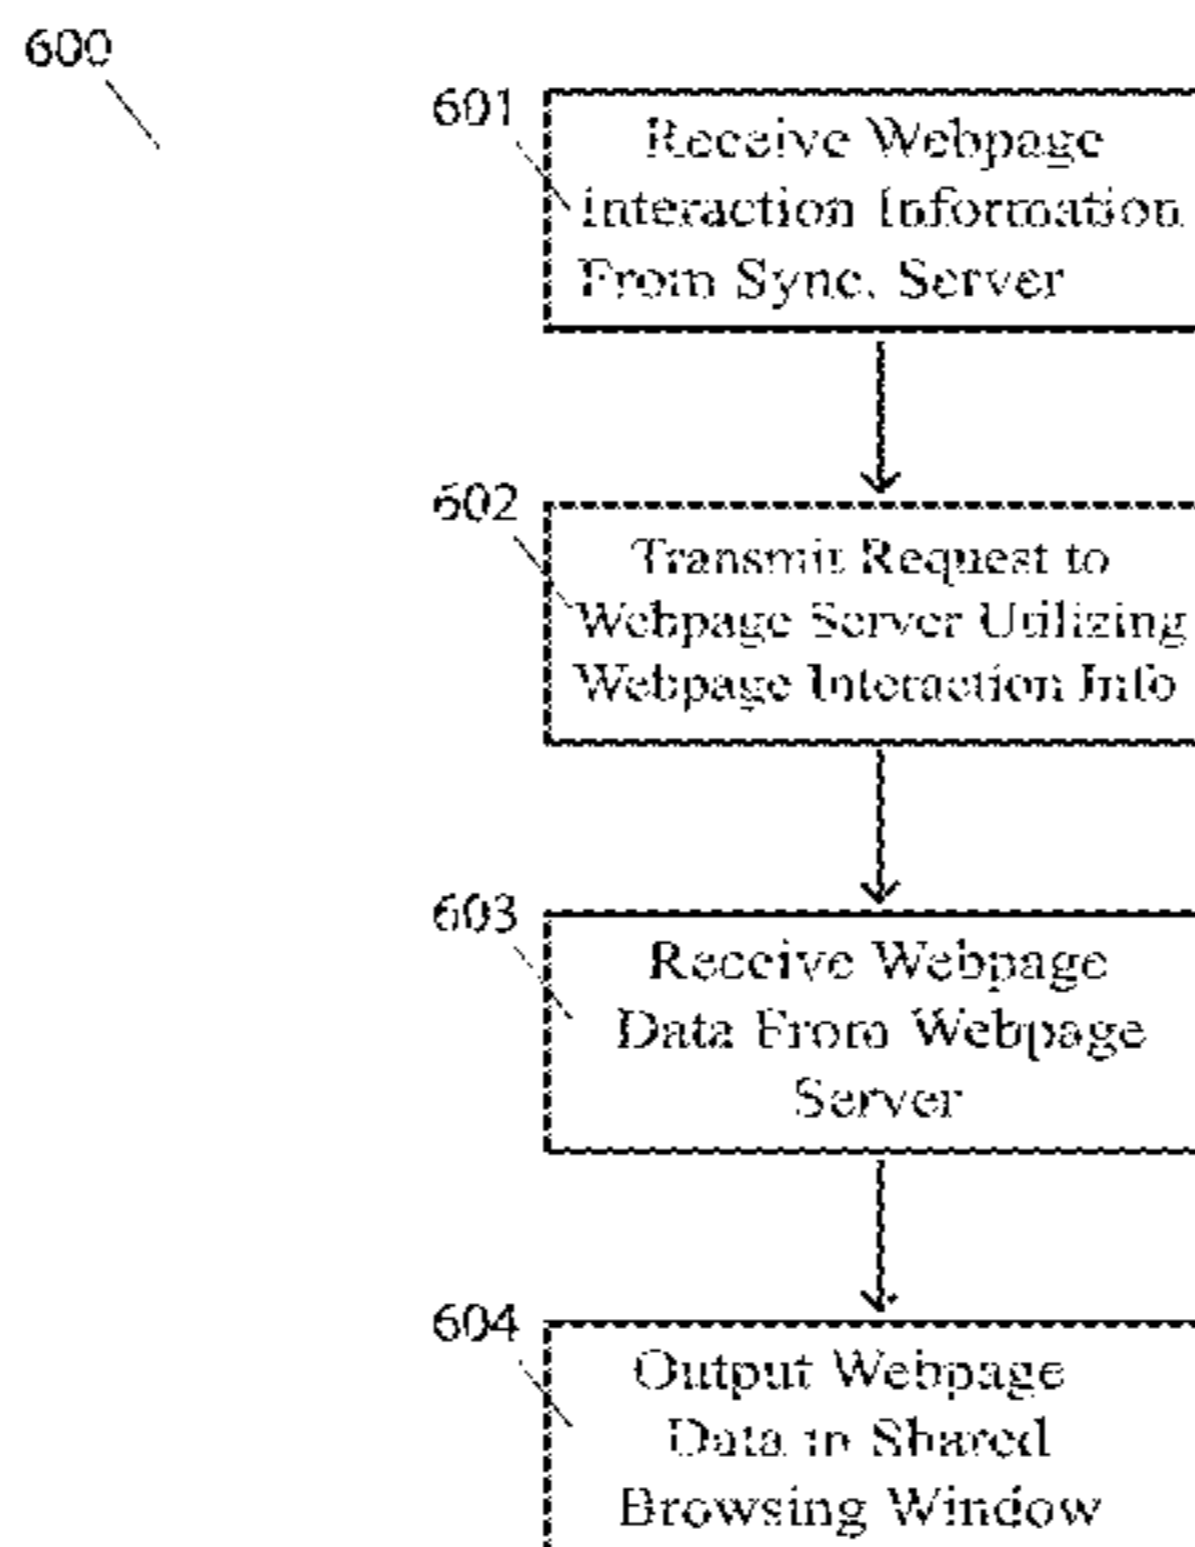 600
601
Receive Webpage
Interaction Information
From Sync. Server
602
Transmit Request to
Webpage Server Utilizing
Webpage Interaction Info
603
Receive Webpage
Data From Webpage
Server
604
Output Webpage
Data in Shared
Browsing Window